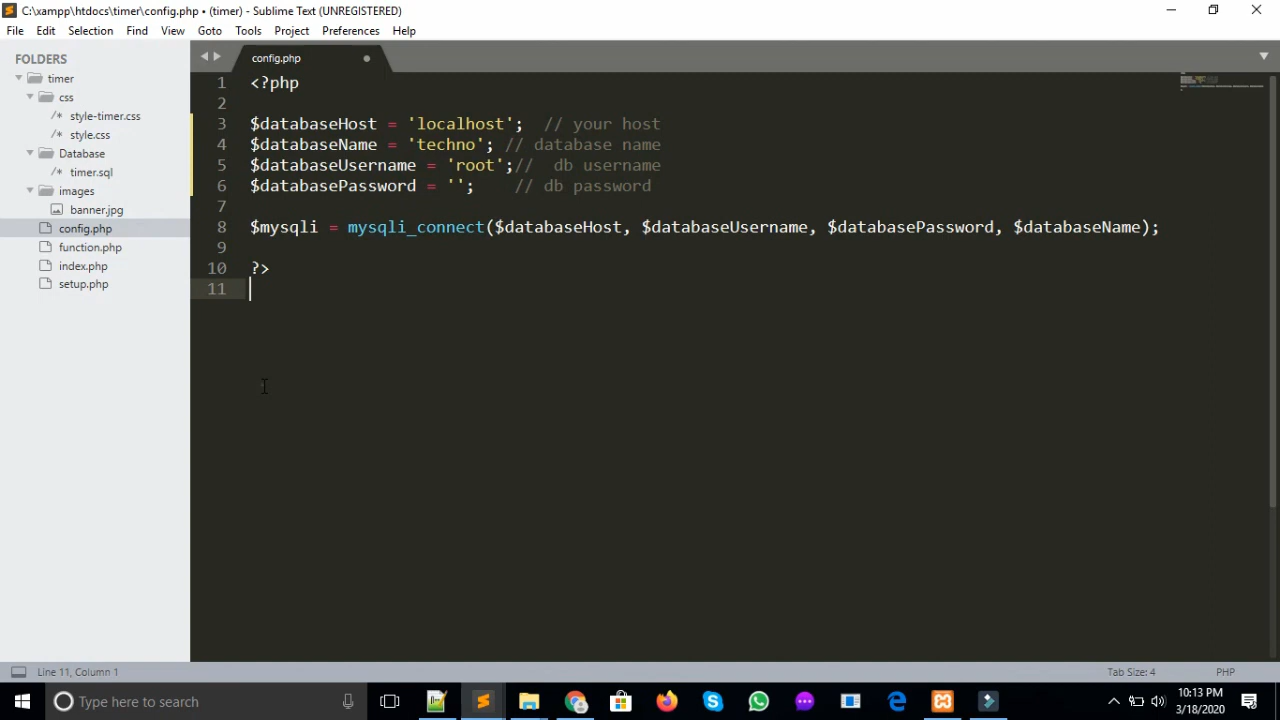 C:\xampp\htdocs\timer\config.php • (timer) - Sublime Text (UNREGISTERED)
File Edit Selection Find View Goto Tools Project Preferences Help
FOLDERS
timer
css
/* style-timer.css
/* style.css
Database
/* timer.sql
images
banner.jpg
config.php
function.php
index.php
setup.php
config.php
1 <?php
2
3 $databaseHost = 'localhost';  // your host
4 $databaseName = 'techno'; // database name
5 $databaseUsername = 'root';//  db username
6 $databasePassword = '';    // db password
7
8 $mysqli = mysqli_connect($databaseHost, $databaseUsername, $databasePassword, $databaseName);
9
10 ?>
11
Line 11, Column 1
Tab Size: 4
PHP
Type here to search
10:13 PM
3/18/2020